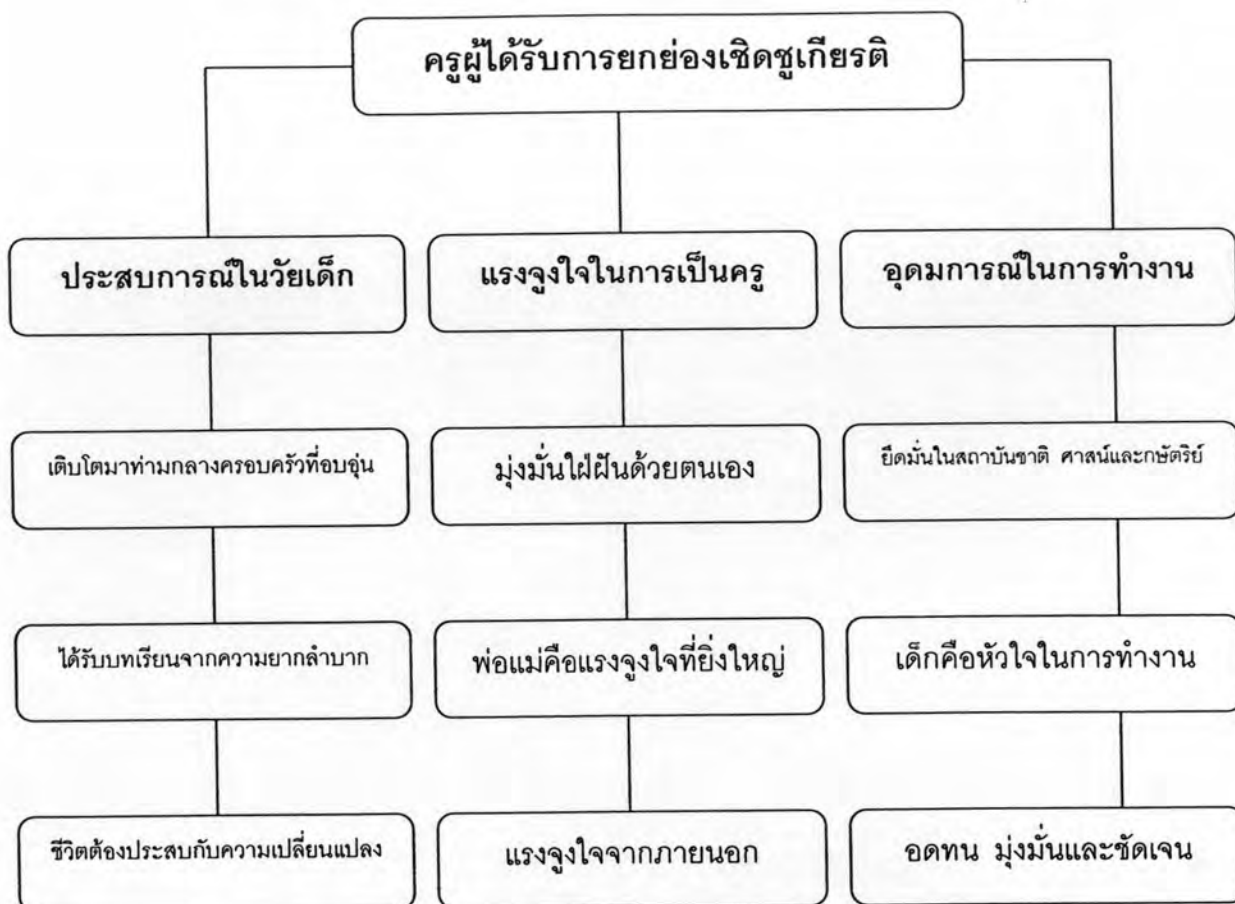 ครูผู้ได้รับการยกย่องเชิดชูเกียรติ
ประสบการณ์ในวัยเด็ก
แรงจูงใจในการเป็นครู
อุดมการณ์ในการทำงาน
เติบโตมาท่ามกลางครอบครัวที่อบอุ่น
มุ่งมั่นใฝ่ฝันด้วยตนเอง
ยึดมั่นในสถาบันชาติ ศาสน์และกษัตริย์
ได้รับบทเรียนจากความยากลำบาก
พ่อแม่คือแรงจูงใจที่ยิ่งใหญ่
เด็กคือหัวใจในการทำงาน
ชีวิตต้องประสบกับความเปลี่ยนแปลง
แรงจูงใจจากภายนอก
อดทน มุ่งมั่นและชัดเจน